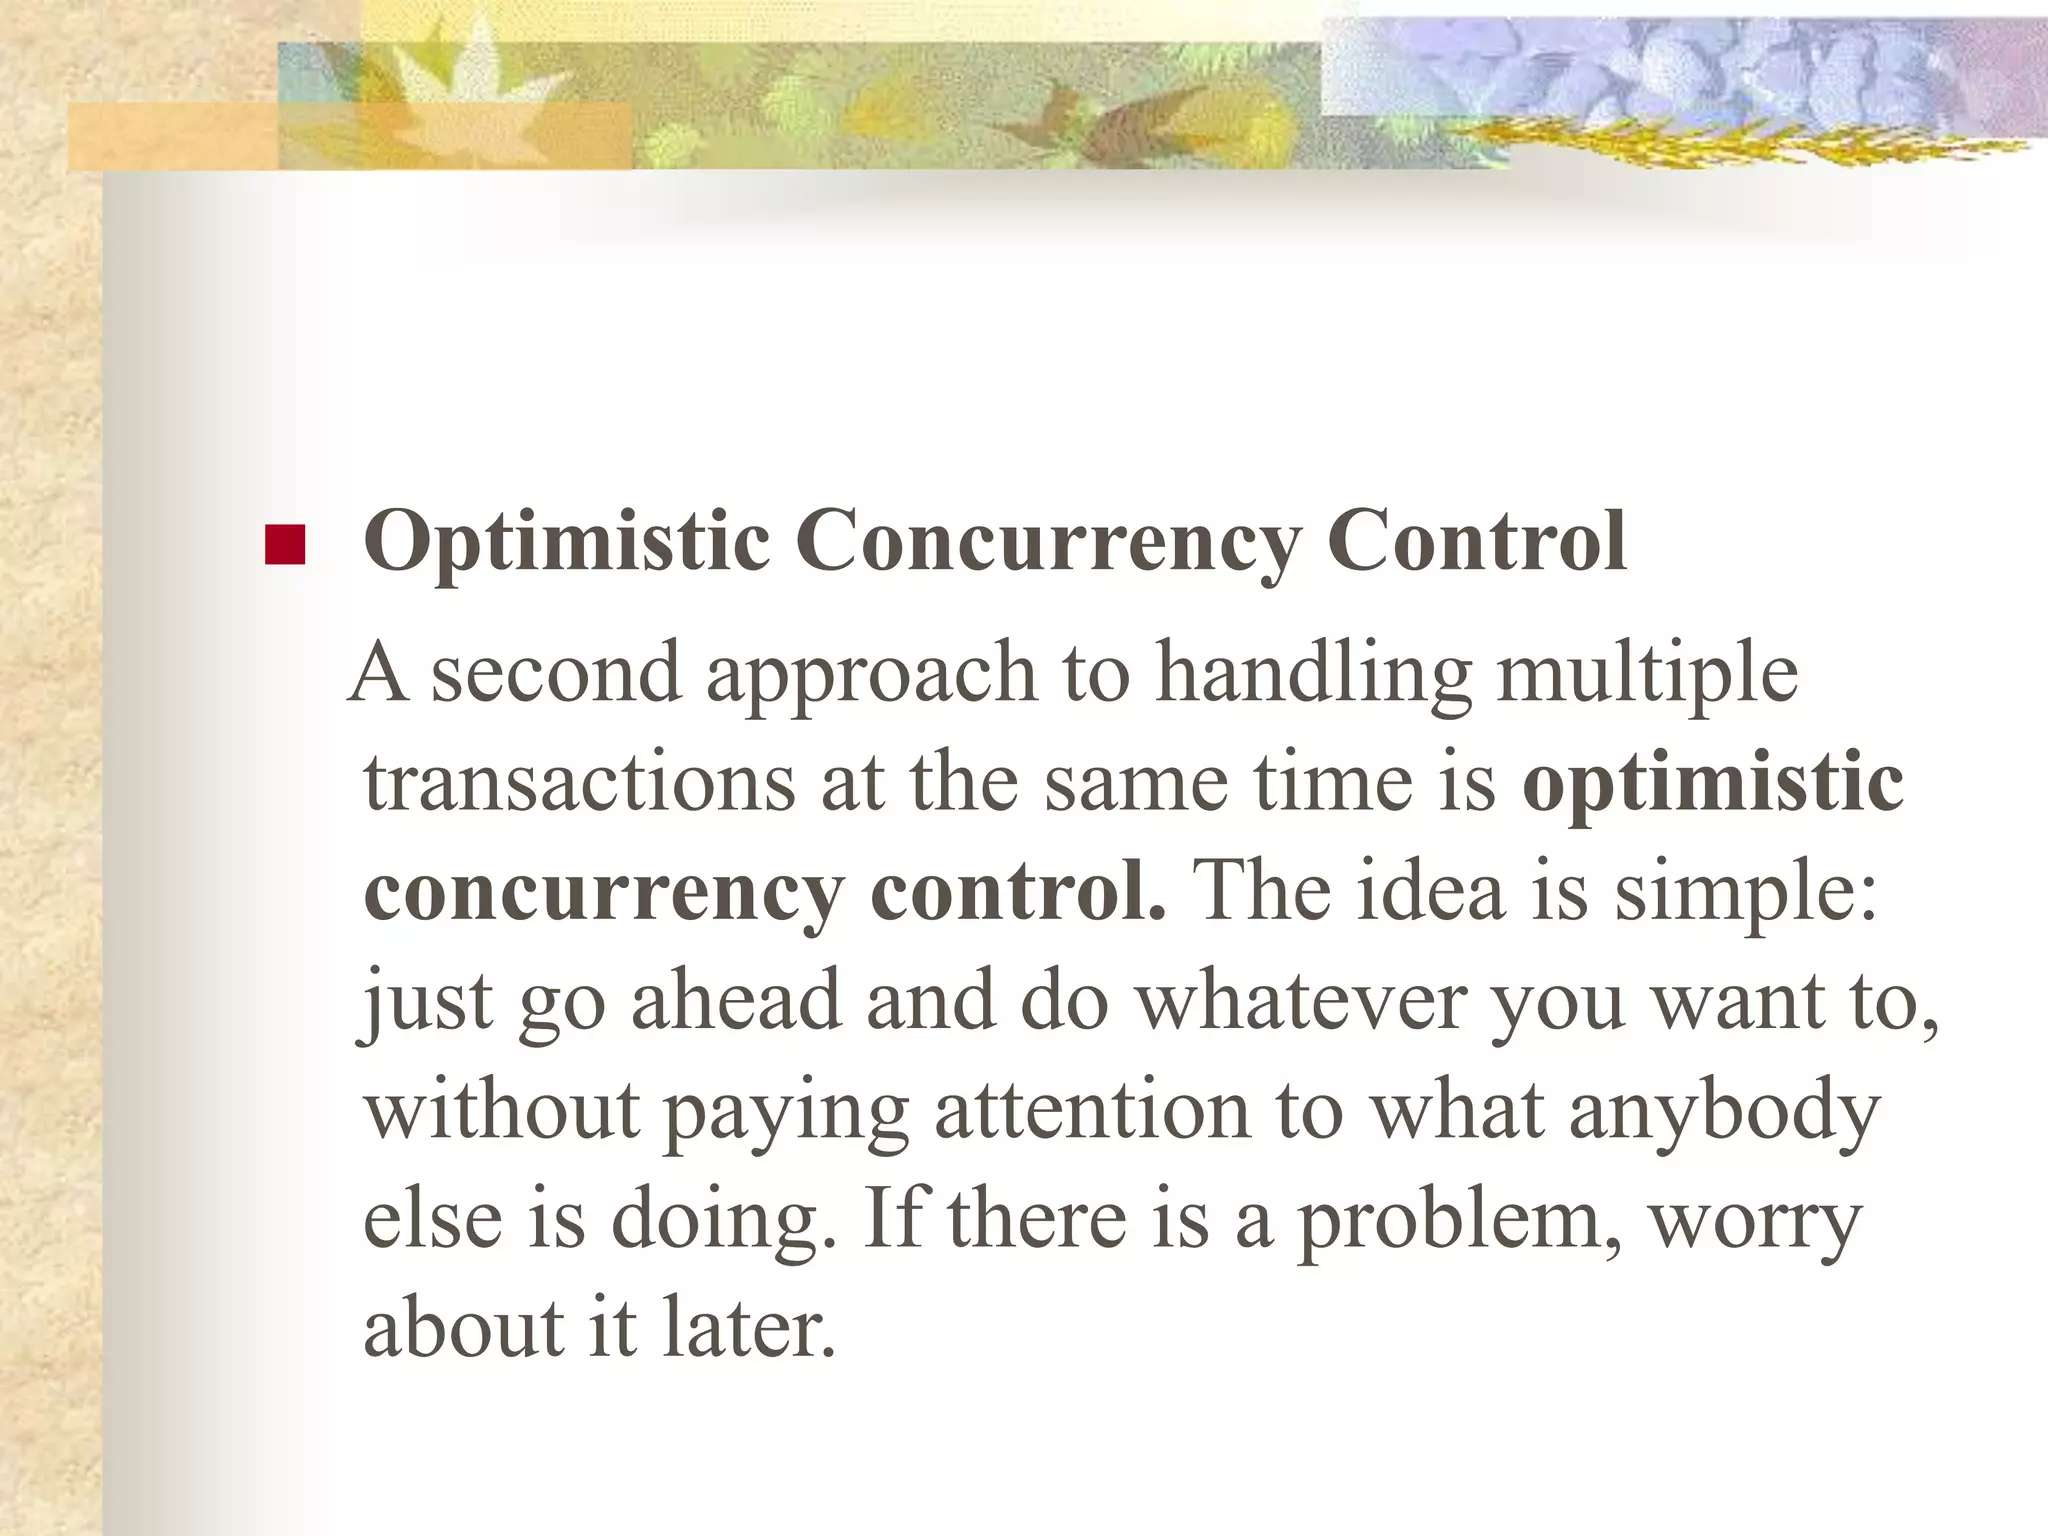 Optimistic Concurrency Control
A second approach to handling multiple
transactions at the same time is optimistic
concurrency control. The idea is simple:
just go ahead and do whatever you want to,
without paying attention to what anybody
else is doing. If there is a problem, worry
about it later.